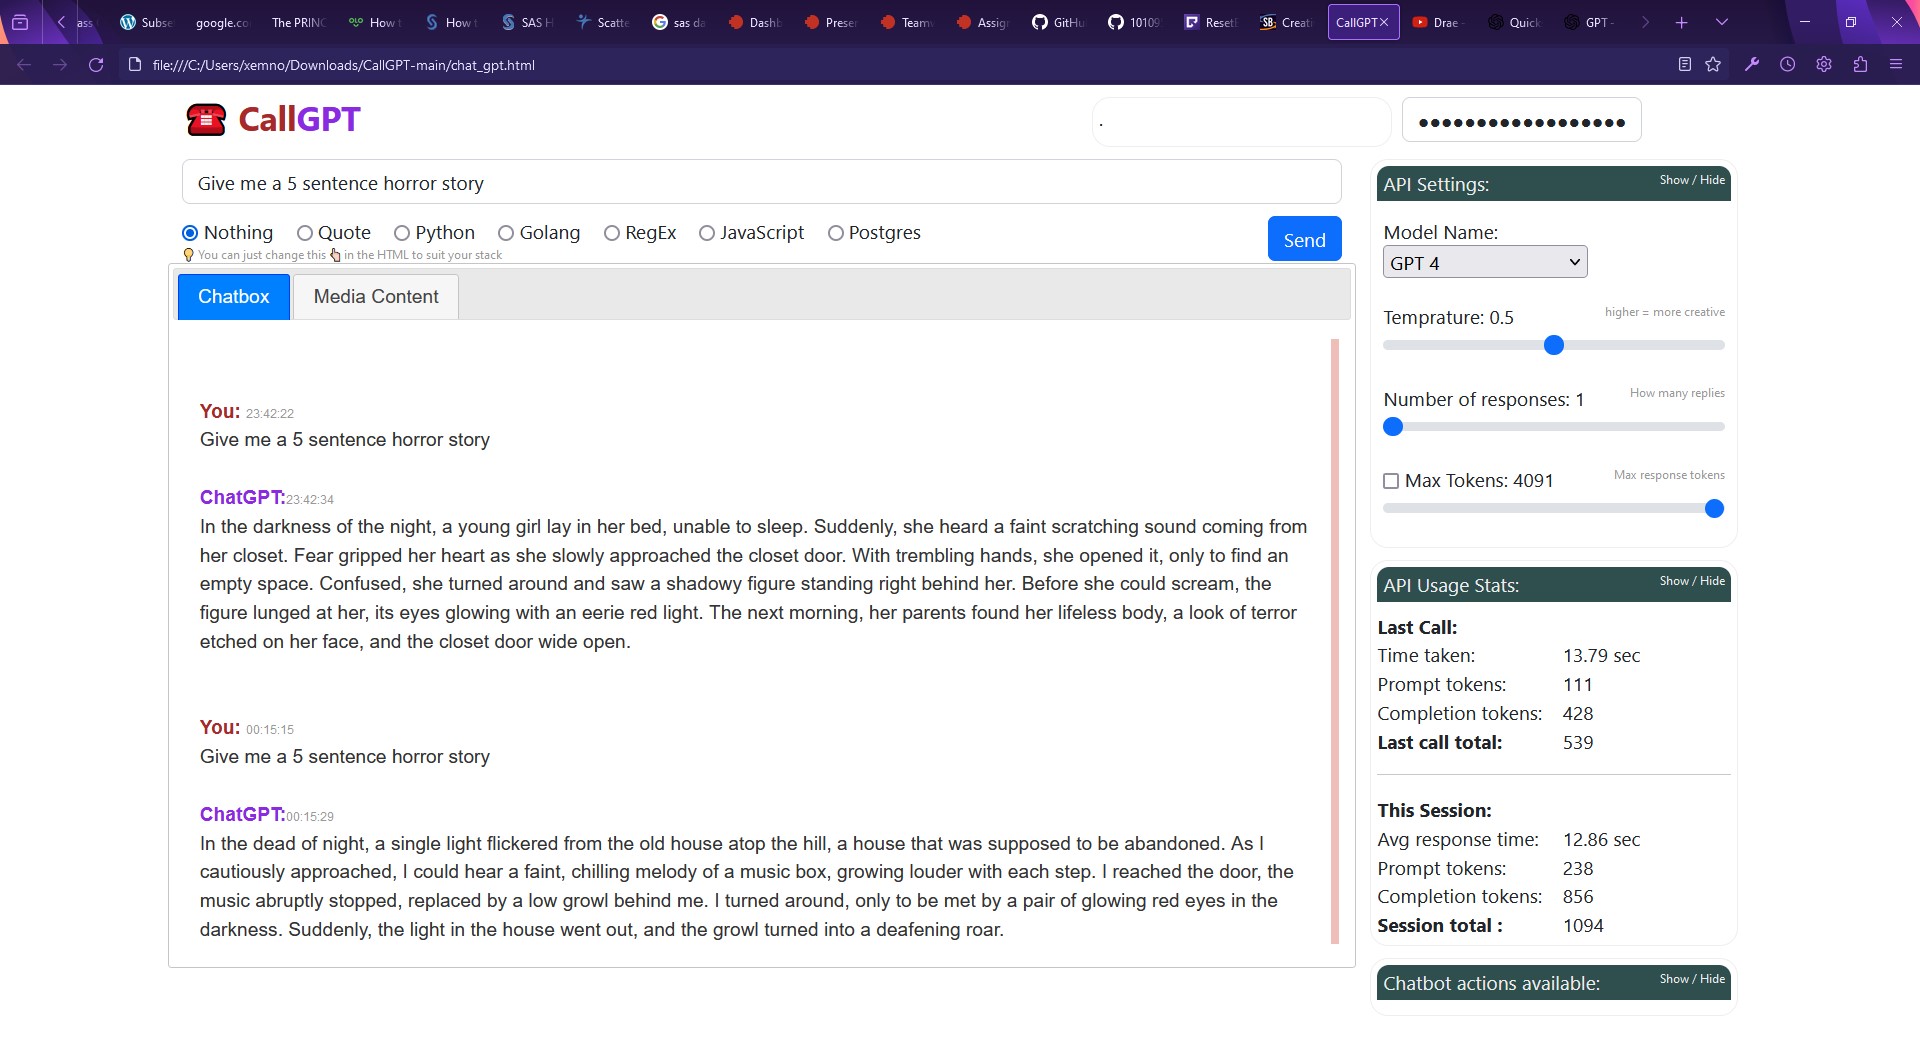 ass
Subse
google.co
The PRINC
How t
How t
SAS H
Scatte
sas da
Dashb
Presen
Team
Assign
GitHu
10109
Reset
Creati
CallGPT
Drae -
Quick
GPT -
file:///C:/Users/xemno/Downloads/CallGPT-main/chat_gpt.html
CallGPT
.
Give me a 5 sentence horror story
Nothing Quote Python Golang RegEx JavaScript Postgres
Send
You can just change this in the HTML to suit your stack
Chatbox
Media Content
You: 23:42:22
Give me a 5 sentence horror story
ChatGPT:23:42:34
In the darkness of the night, a young girl lay in her bed, unable to sleep. Suddenly, she heard a faint scratching sound coming from
her closet. Fear gripped her heart as she slowly approached the closet door. With trembling hands, she opened it, only to find an
empty space. Confused, she turned around and saw a shadowy figure standing right behind her. Before she could scream, the
figure lunged at her, its eyes glowing with an eerie red light. The next morning, her parents found her lifeless body, a look of terror
etched on her face, and the closet door wide open.
You: 00:15:15
Give me a 5 sentence horror story
ChatGPT:00:15:29
In the dead of night, a single light flickered from the old house atop the hill, a house that was supposed to be abandoned. As I
cautiously approached, I could hear a faint, chilling melody of a music box, growing louder with each step. I reached the door, the
music abruptly stopped, replaced by a low growl behind me. I turned around, only to be met by a pair of glowing red eyes in the
darkness. Suddenly, the light in the house went out, and the growl turned into a deafening roar.
API Settings: Show / Hide
Model Name:
GPT 4
Temprature: 0.5 higher = more creative
Number of responses: 1 How many replies
Max Tokens: 4091 Max response tokens
API Usage Stats: Show / Hide
Last Call:
Time taken: 13.79 sec
Prompt tokens: 111
Completion tokens: 428
Last call total: 539
This Session:
Avg response time: 12.86 sec
Prompt tokens: 238
Completion tokens: 856
Session total : 1094
Chatbot actions available: Show / Hide